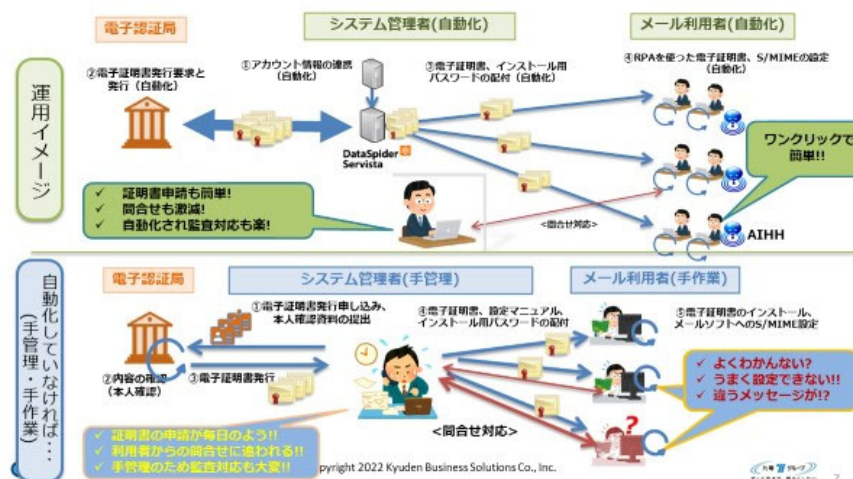 電子認証局
システム管理者(自動化)
メール利用者(自動化)
運用イメージ
②電子証明書発行要求と
発行(自動化)
①アカウント情報の連携
(自動化)
③電子証明書、インストール用
パスワードの配付(自動化)
④RPAを使った電子証明書、S/MIMEの設定
(自動化)
DataSpider
Servista
ワンクリックで
簡単!!
✓ 証明書申請も簡単!
✓ 問合せも激減!
✓ 自動化され監査対応も楽!
<問合せ対応>
AIHH
自動化していなければ・・・
(手管理・手作業)
電子認証局
システム管理者(手管理)
メール利用者(手作業)
①電子証明書発行申し込み、
本人確認資料の提出
④電子証明書、設定マニュアル、
インストール用パスワードの配付
⑤電子証明書のインストール、
メールソフトへのS/MIME設定
②内容の確認
(本人確認)
③電子証明書発行
✓ よくわかんない?
✓ うまく設定できない!!
✓ 違うメッセージが!?
?
<問合せ対応>
✓ 証明書の申請が毎日のよう!!
✓ 利用者からの問合せに追われる!!
✓ 手管理のため監査対応も大変!!
pyright 2022 Kyuden Business Solutions Co., Inc.
九電グループ
7